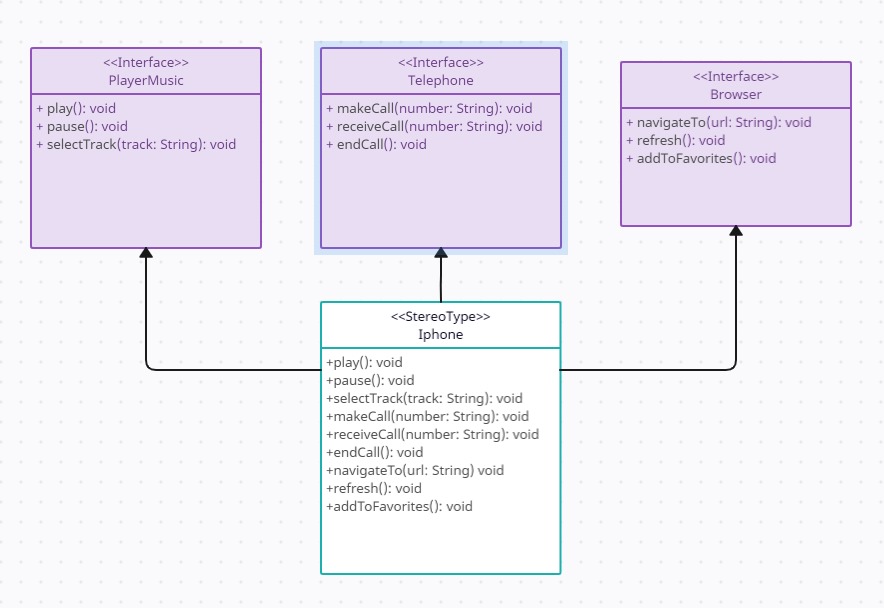 <<Interface>>
PlayerMusic
+ play(): void
+ pause(): void
+ selectTrack(track: String): void
<<Interface>>
Telephone
+ makeCall(number: String): void
+ receiveCall(number: String): void
+ endCall(): void
<<Interface>>
Browser
+ navigateTo(url: String): void
+ refresh(): void
+ addToFavorites(): void
<<StereoType>>
Iphone
+play(): void
+pause(): void
+selectTrack(track: String): void
+makeCall(number: String): void
+receiveCall(number: String): void
+endCall(): void
+navigateTo(url: String) void
+refresh(): void
+addToFavorites(): void